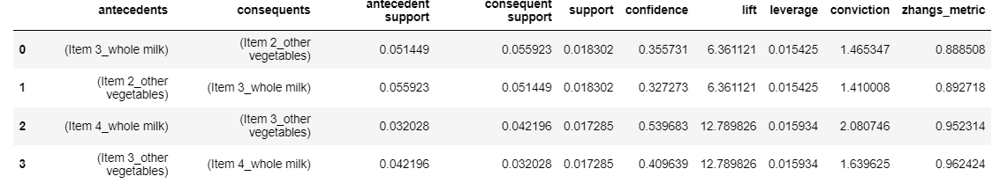 antecedents consequents antecedent support consequent support support confidence lift leverage conviction zhangs_metric
0 (Item 3_whole milk) (Item 2_other vegetables) 0.051449 0.055923 0.018302 0.355731 6.361121 0.015425 1.465347 0.888508
1 (Item 2_other vegetables) (Item 3_whole milk) 0.055923 0.051449 0.018302 0.327273 6.361121 0.015425 1.410008 0.892718
2 (Item 4_whole milk) (Item 3_other vegetables) 0.032028 0.042196 0.017285 0.539683 12.789826 0.015934 2.080746 0.952314
3 (Item 3_other vegetables) (Item 4_whole milk) 0.042196 0.032028 0.017285 0.409639 12.789826 0.015934 1.639625 0.962424